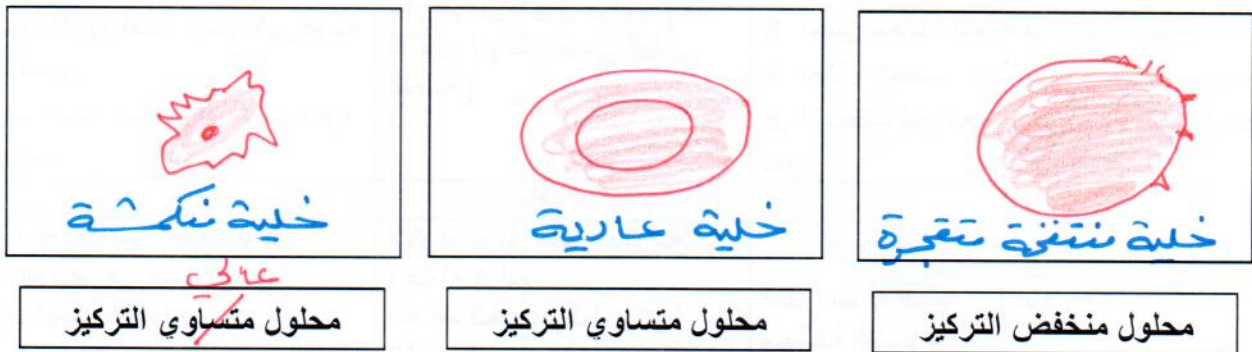 خلية منتفخة متفجرة
خلية عادية
خلية منكمشة
عالي
محلول منخفض التركيز
محلول متساوي التركيز
محلول متساوي التركيز